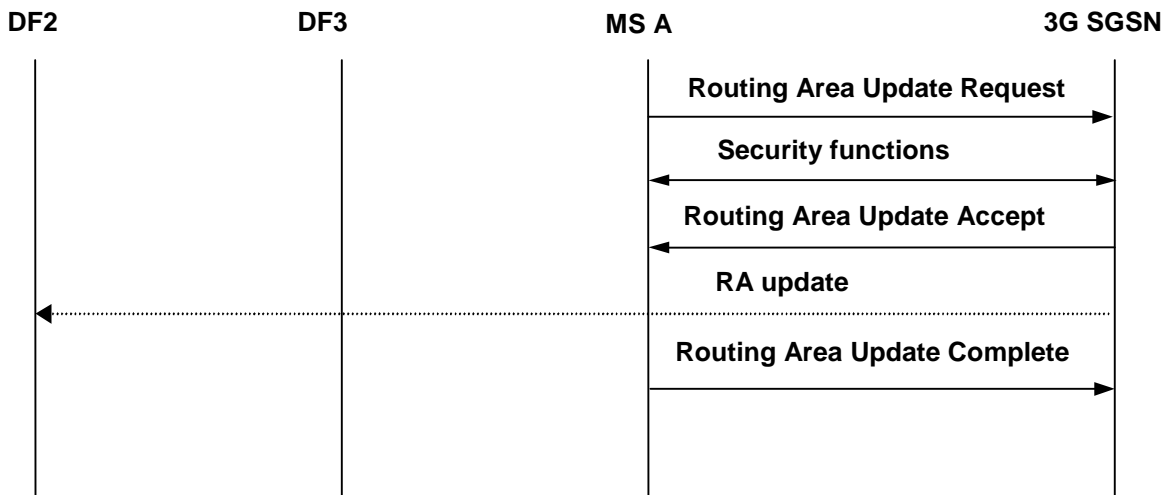 DF2
DF3
MS A
3G SGSN
Routing Area Update Request
Security functions
Routing Area Update Accept
RA update
Routing Area Update Complete